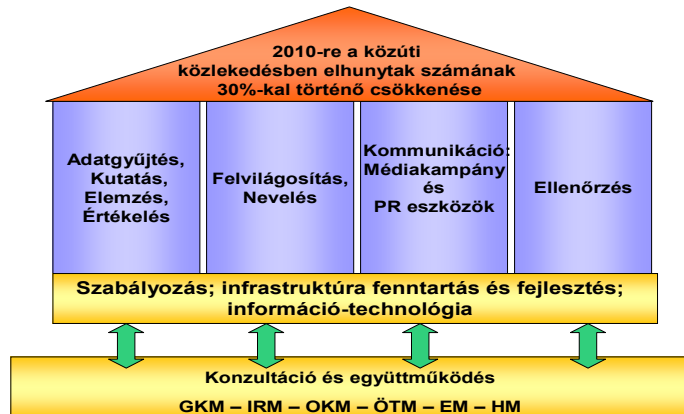 2010-re a közúti
közlekedésben elhunytak számának
30%-kal történő csökkenése
Adatgyűjtés,
Kutatás,
Elemzés,
Értékelés
Felvilágosítás,
Nevelés
Kommunikáció:
Médiakampány
és
PR eszközök
Ellenőrzés
Szabályozás; infrastruktúra fenntartás és fejlesztés;
információ-technológia
Konzultáció és együttműködés
GKM – IRM – OKM – ÖTM – EM – HM